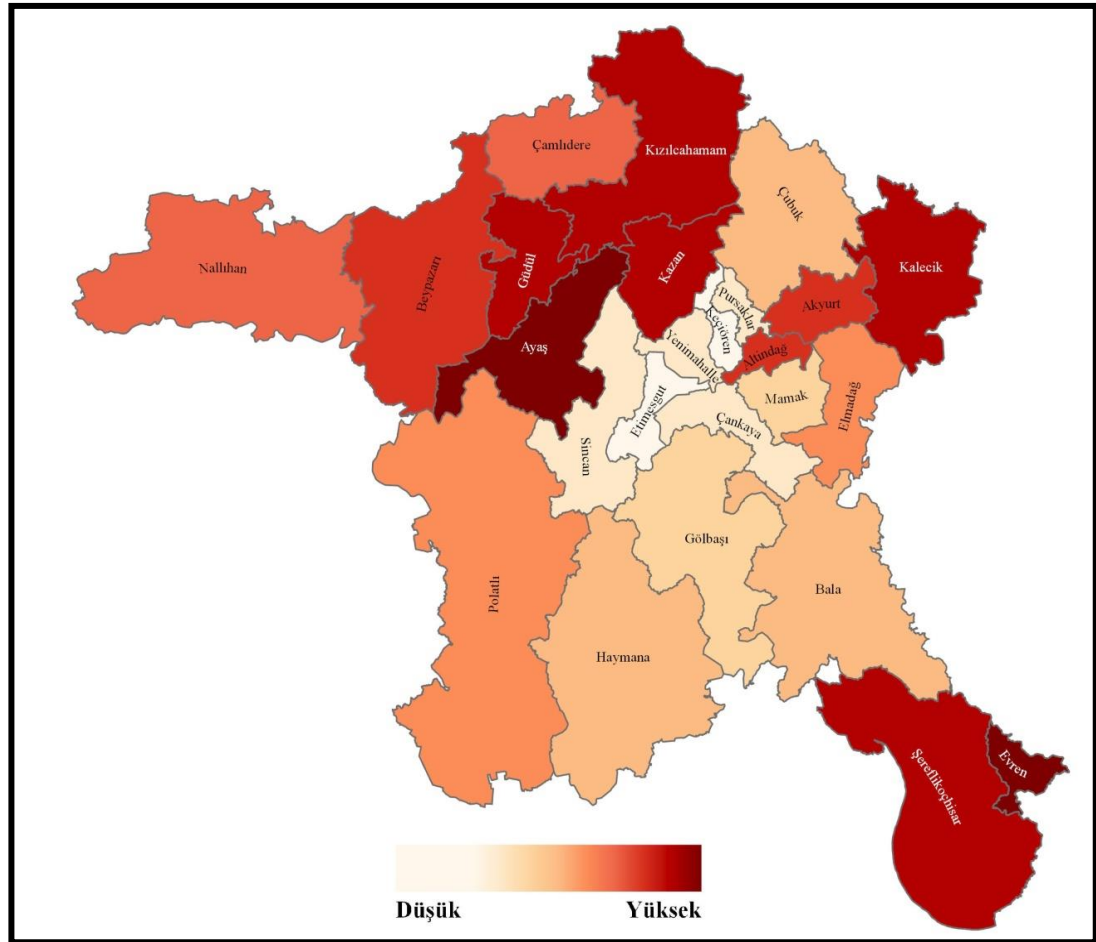 Kızılcahamam
Çamlıdere
Çubuk
Nallıhan
Beypazarı
Güdül
Kazan
Kalecik
Pursaklar
Akyurt
Keçiören
Ayaş
Yenimahalle
Altındağ
Mamak
Elmadağ
Etimesgut
Çankaya
Sincan
Gölbaşı
Polatlı
Bala
Haymana
Şereflikoçhisar
Evren
Düşük
Yüksek